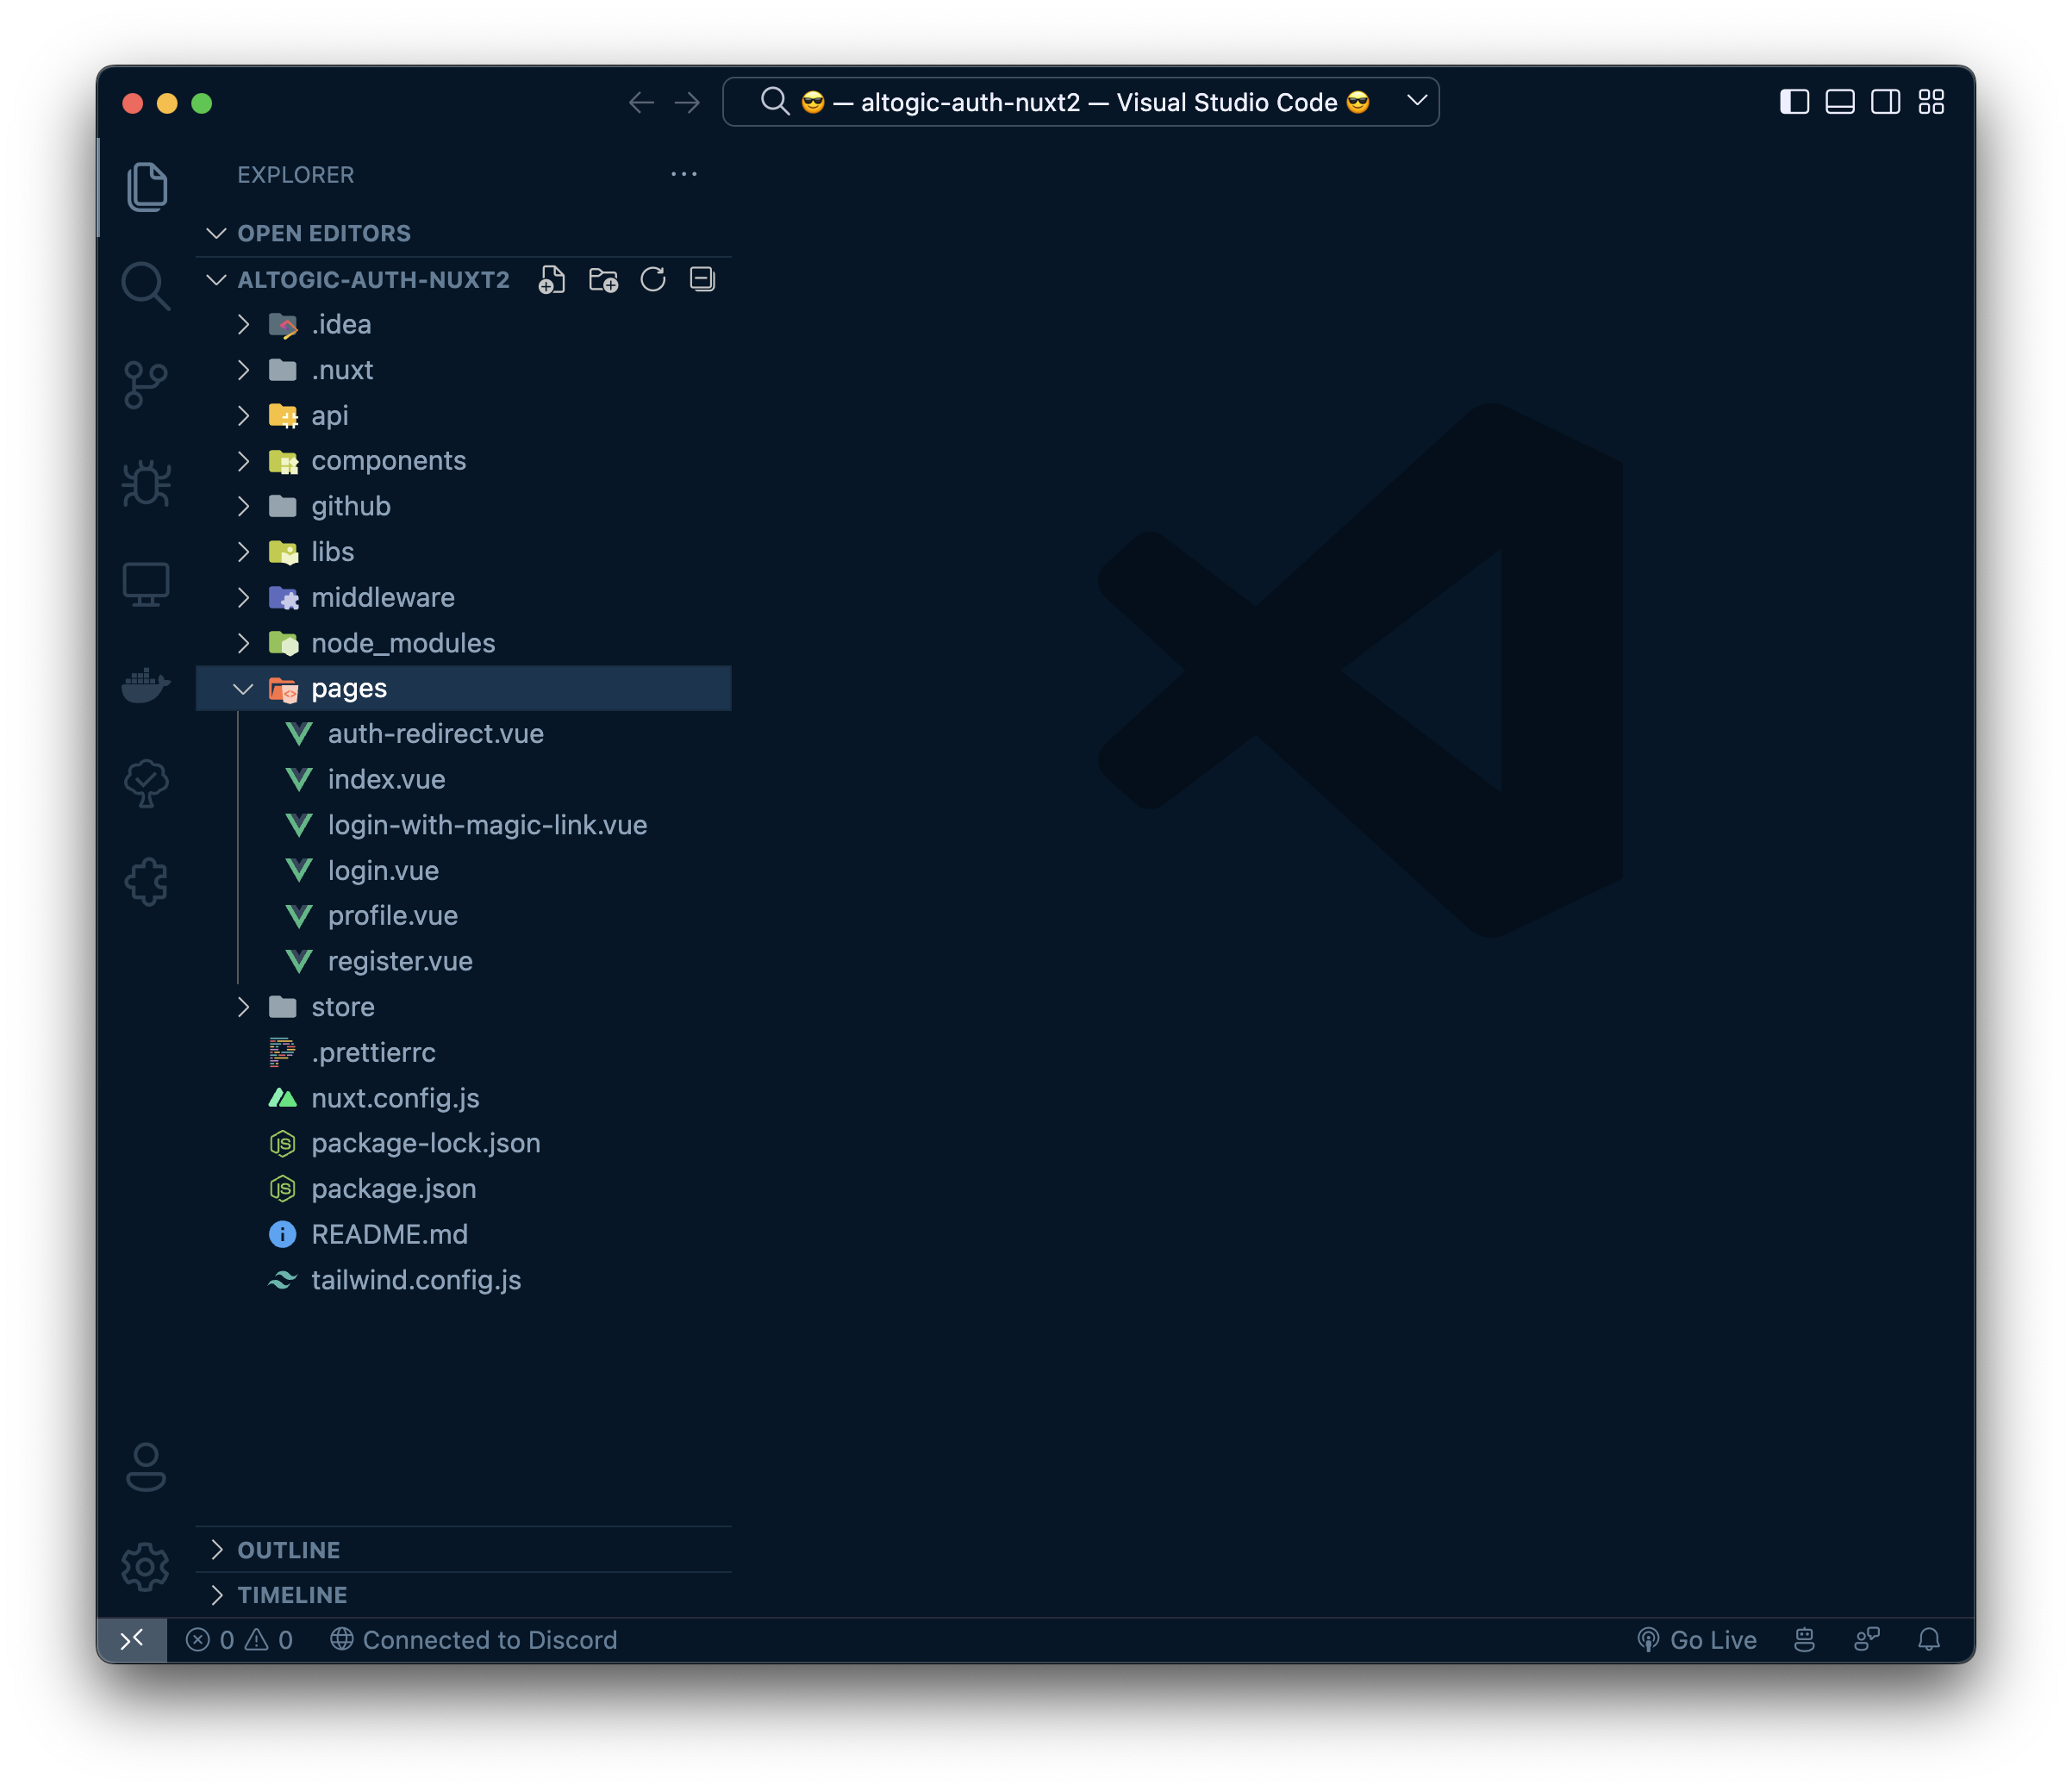 😎 — altogic-auth-nuxt2 — Visual Studio Code 😎
EXPLORER
OPEN EDITORS
ALTOGIC-AUTH-NUXT2
.idea
.nuxt
api
components
github
libs
middleware
node_modules
pages
auth-redirect.vue
index.vue
login-with-magic-link.vue
login.vue
profile.vue
register.vue
store
.prettierrc
nuxt.config.js
package-lock.json
package.json
README.md
tailwind.config.js
OUTLINE
TIMELINE
0 0 Connected to Discord Go Live